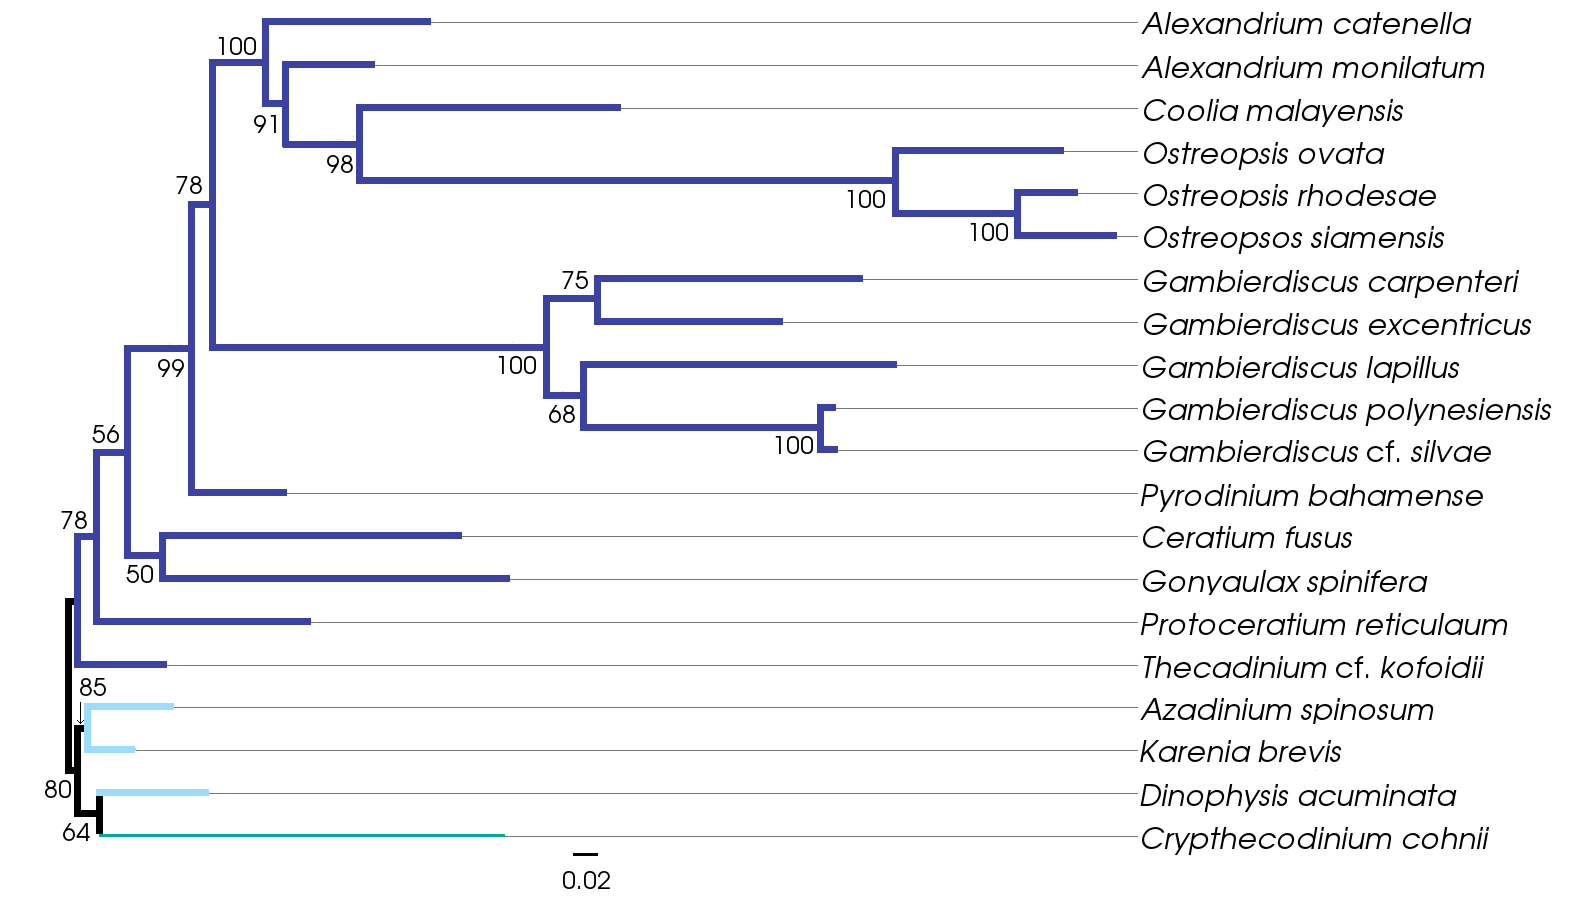 Alexandrium catenella
100
Alexandrium monilatum
Coolia malayensis
91
Ostreopsis ovata
98
78
100
Ostreopsis rhodesae
100
Ostreopsos siamensis
75
Gambierdiscus carpenteri
Gambierdiscus excentricus
99
100
Gambierdiscus lapillus
68
Gambierdiscus polynesiensis
56
100
Gambierdiscus cf. silvae
Pyrodinium bahamense
78
Ceratium fusus
50
Gonyaulax spinifera
Protoceratium reticulaum
Thecadinium cf. kofoidii
85
Azadinium spinosum
Karenia brevis
80
Dinophysis acuminata
64
Crypthecodinium cohnii
0.02